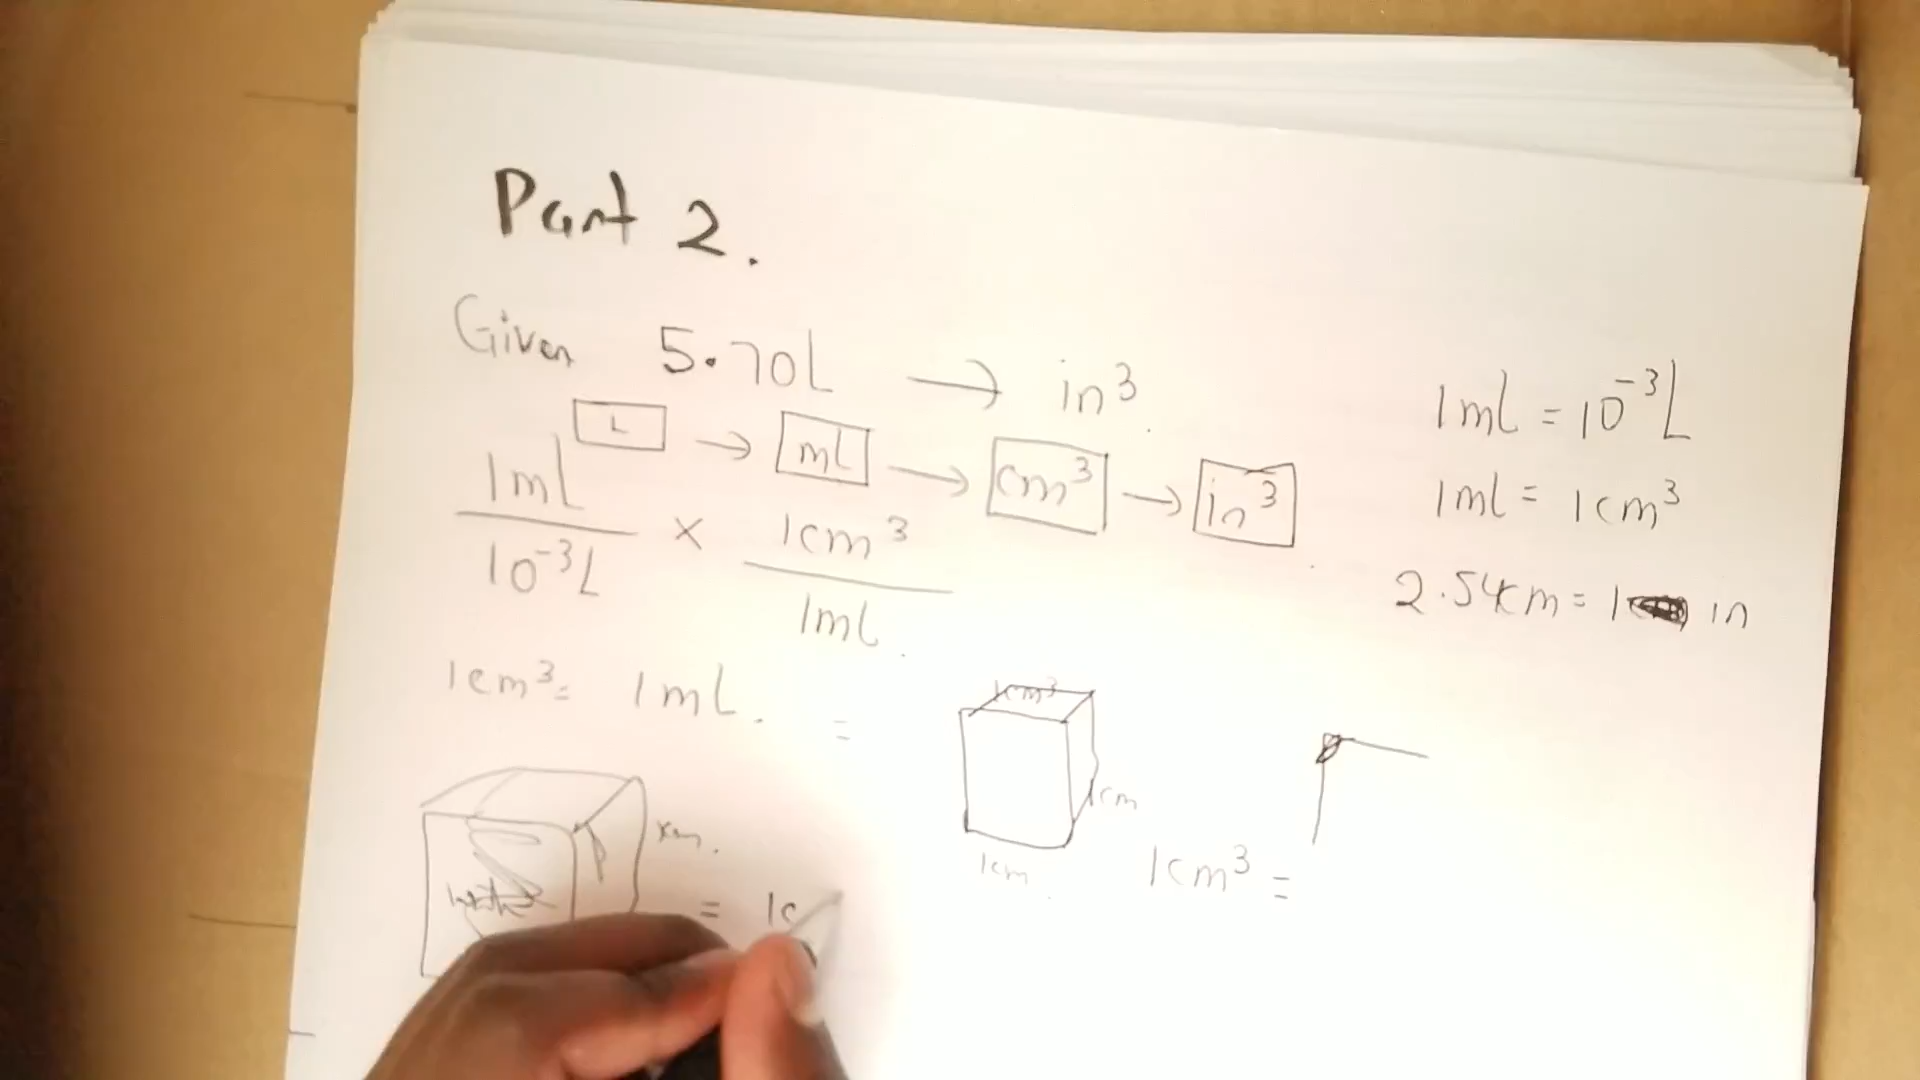 Part 2.
Given 5.70L → in³
L → mL → cm³ → in³
1mL / 10⁻³L × 1cm³ / 1mL
1mL = 10⁻³L
1mL = 1cm³
2.54cm = 1 in
1cm³ = 1mL. =
1cm³
1cm
1cm
1cm³ =
= 1c